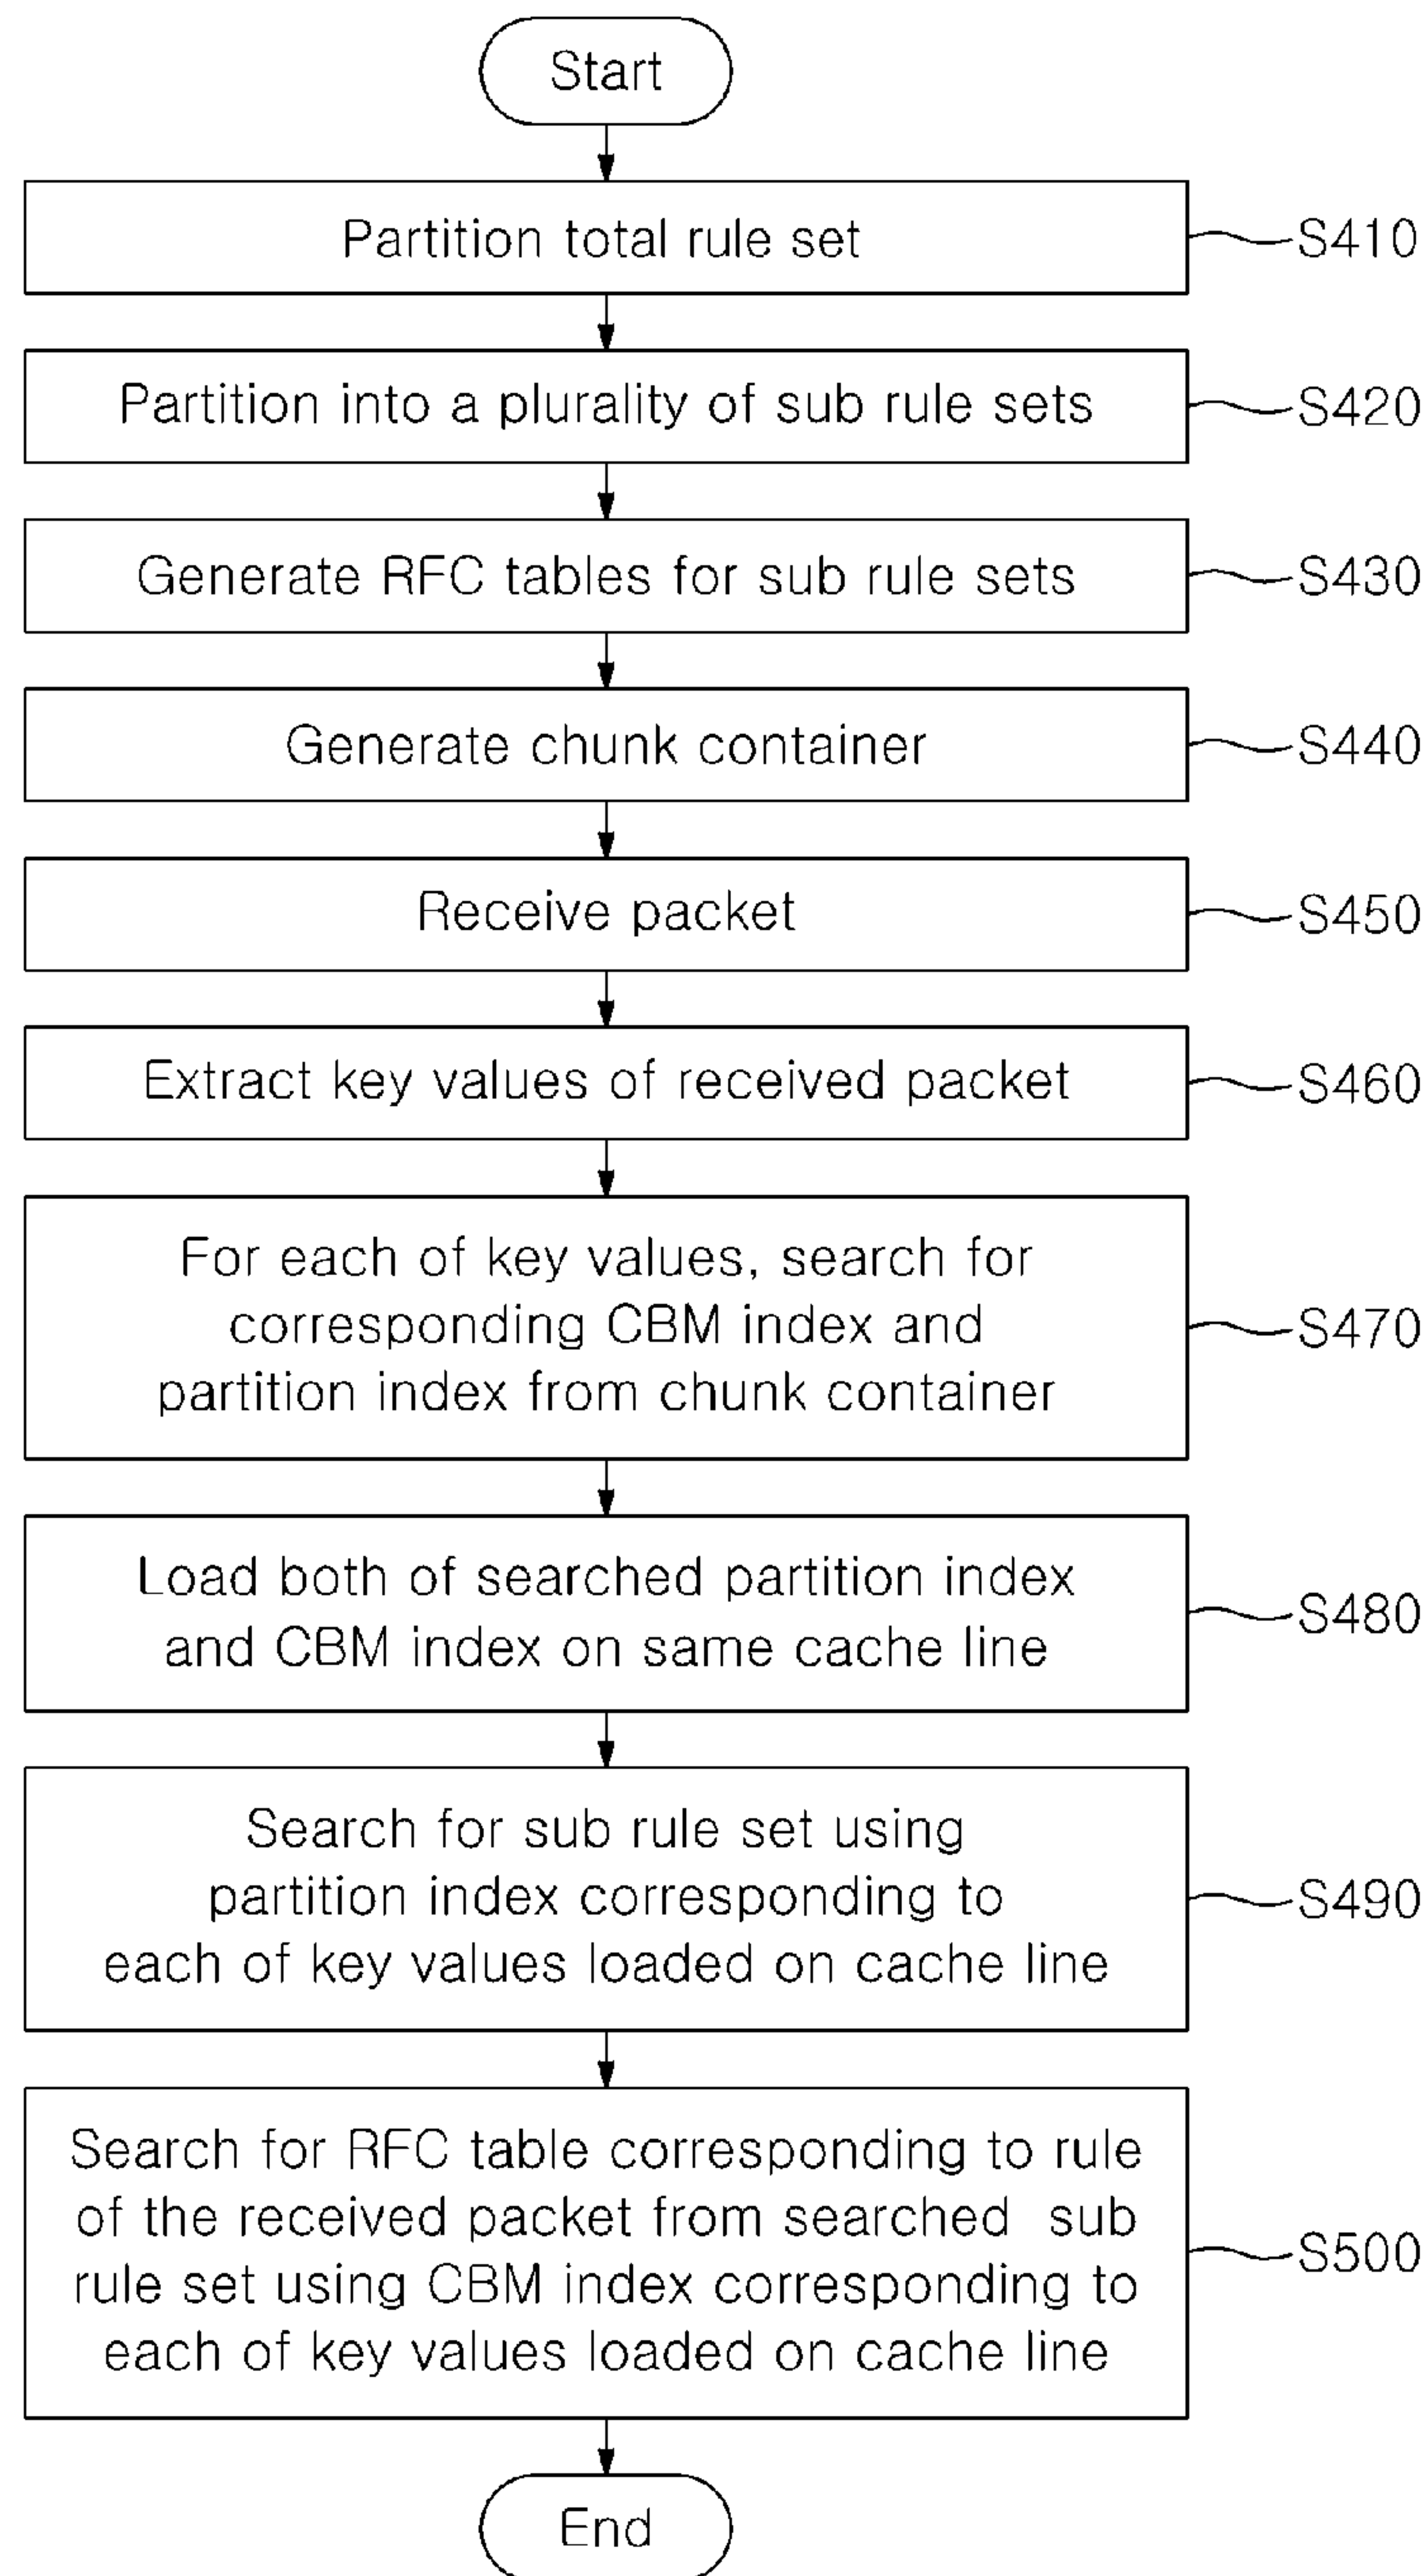 Start
Partition total rule set
S410
Partition into a plurality of sub rule sets
S420
Generate RFC tables for sub rule sets
S430
Generate chunk container
S440
Receive packet
S450
Extract key values of received packet
S460
For each of key values, search for
corresponding CBM index and
partition index from chunk container
S470
Load both of searched partition index
and CBM index on same cache line
S480
Search for sub rule set using
partition index corresponding to
each of key values loaded on cache line
S490
Search for RFC table corresponding to rule
of the received packet from searched sub
rule set using CBM index corresponding to
each of key values loaded on cache line
S500
End